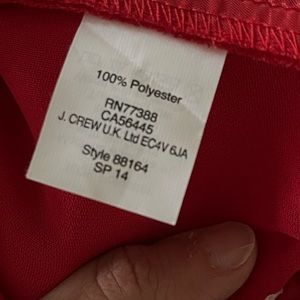 100% Polyester
RN77388
CA56445
J. CREW U.K. Ltd EC4V 6JA
Style 88164
SP 14